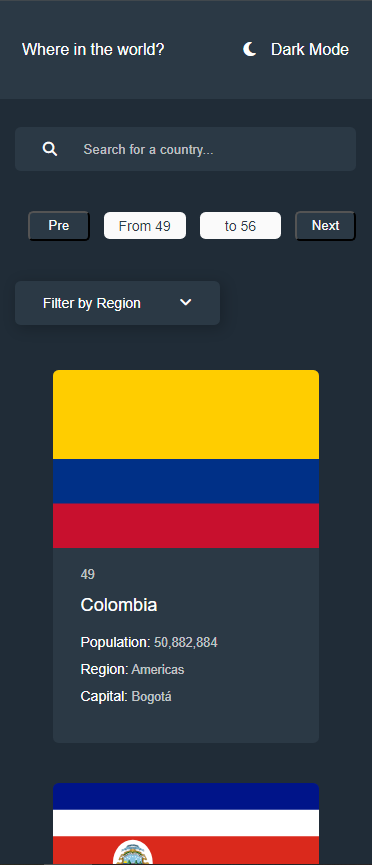 Where in the world?
Dark Mode
Search for a country...
Pre
From 49
to 56
Next
Filter by Region
49
Colombia
Population: 50,882,884
Region: Americas
Capital: Bogotá